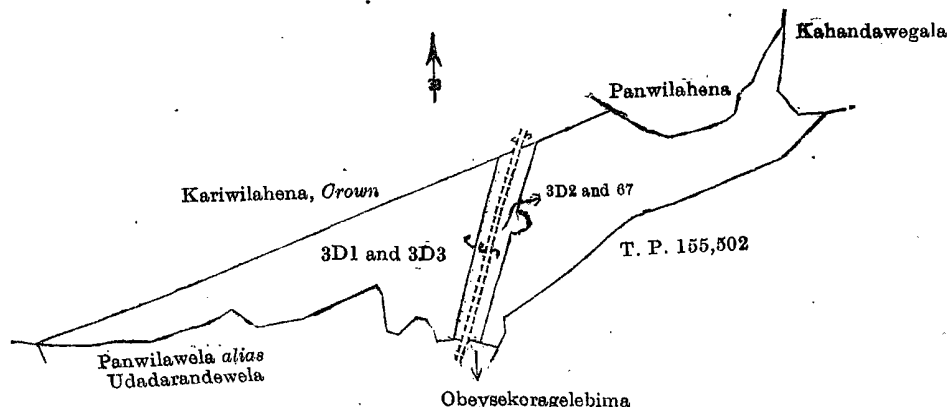 Kahandawegala
Panwilahena
Kariwilahena, Crown
3D2 and 67
3D1 and 3D3
T. P. 155,502
Panwilawela alias
Udadarandewela
Obeysekoragelebima